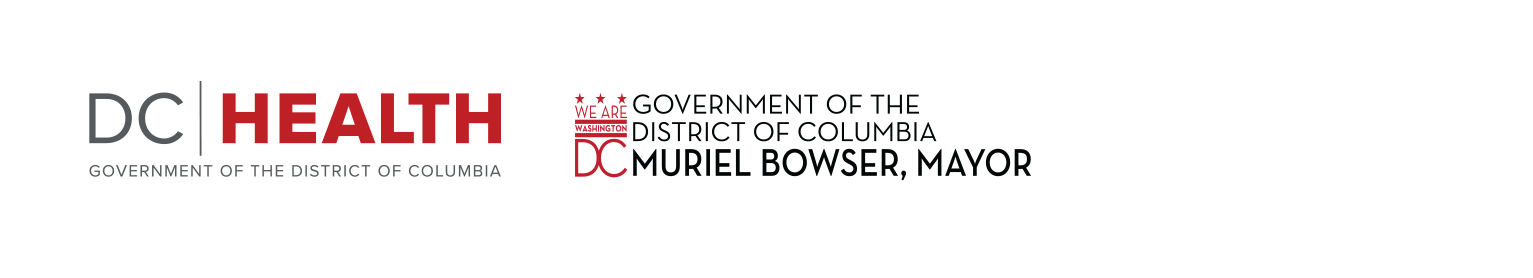 DC HEALTH
GOVERNMENT OF THE DISTRICT OF COLUMBIA
WE ARE
WASHINGTON
DC
GOVERNMENT OF THE
DISTRICT OF COLUMBIA
MURIEL BOWSER, MAYOR